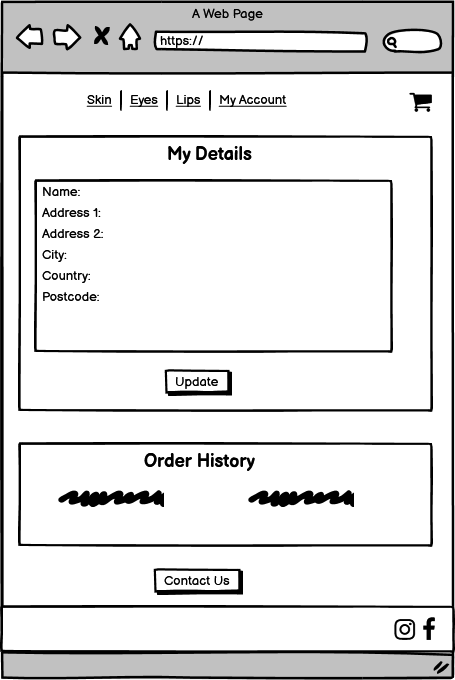 A Web Page
https://
Skin | Eyes | Lips | My Account
My Details
Name:
Address 1:
Address 2:
City:
Country:
Postcode:
Update
Order History
Contact Us